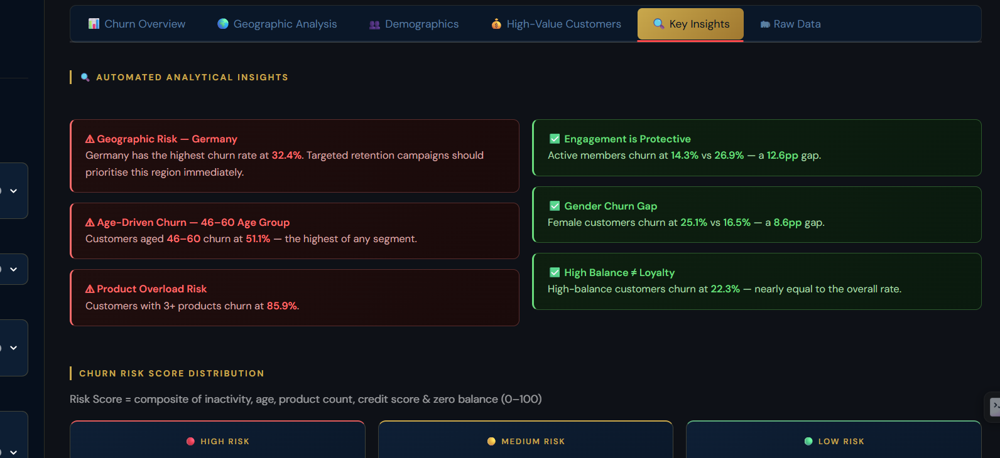 Churn Overview
Geographic Analysis
Demographics
High-Value Customers
Key Insights
Raw Data
AUTOMATED ANALYTICAL INSIGHTS
Geographic Risk — Germany
Germany has the highest churn rate at 32.4%. Targeted retention campaigns should
prioritise this region immediately.
Age-Driven Churn — 46–60 Age Group
Customers aged 46–60 churn at 51.1% — the highest of any segment.
Product Overload Risk
Customers with 3+ products churn at 85.9%.
Engagement is Protective
Active members churn at 14.3% vs 26.9% — a 12.6pp gap.
Gender Churn Gap
Female customers churn at 25.1% vs 16.5% — a 8.6pp gap.
High Balance ≠ Loyalty
High-balance customers churn at 22.3% — nearly equal to the overall rate.
CHURN RISK SCORE DISTRIBUTION
Risk Score = composite of inactivity, age, product count, credit score & zero balance (0–100)
HIGH RISK
MEDIUM RISK
LOW RISK